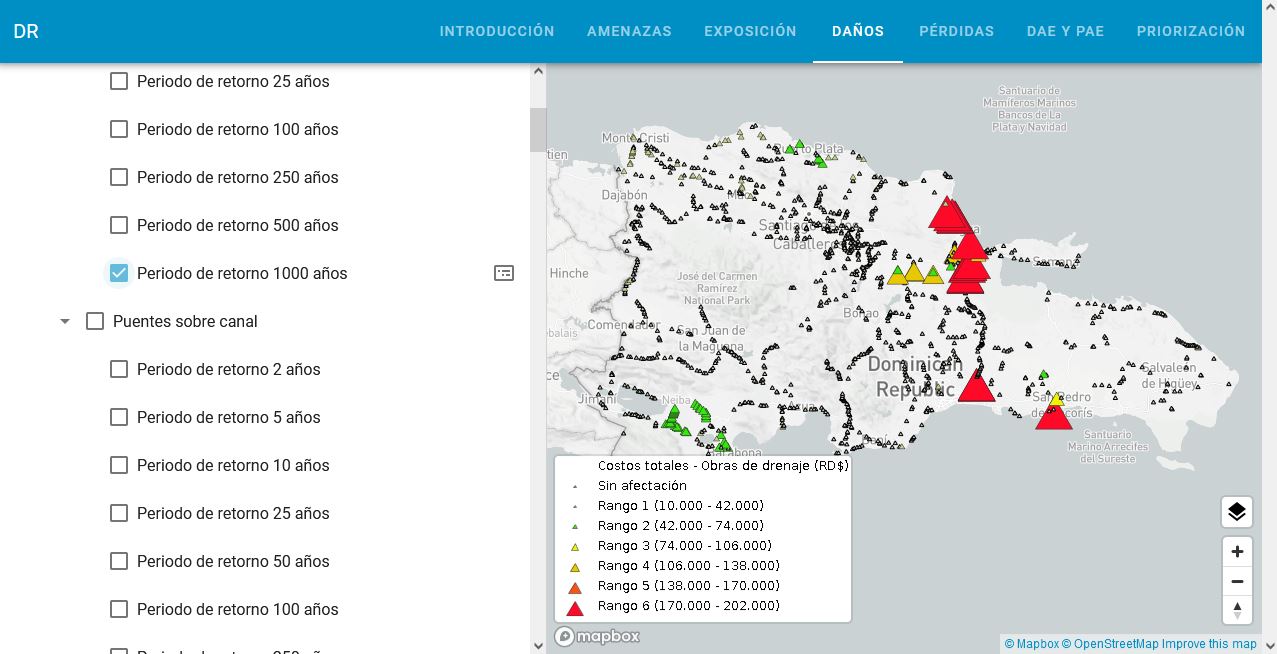 DR
INTRODUCCIÓN
AMENAZAS
EXPOSICIÓN
DAÑOS
PÉRDIDAS
DAE Y PAE
PRIORIZACIÓN
Periodo de retorno 25 años
Periodo de retorno 100 años
Periodo de retorno 250 años
Periodo de retorno 500 años
Periodo de retorno 1000 años
Puentes sobre canal
Periodo de retorno 2 años
Periodo de retorno 5 años
Periodo de retorno 10 años
Periodo de retorno 25 años
Periodo de retorno 50 años
Periodo de retorno 100 años
Santuario de
Mamíferos Marinos
Bancos de La
Plata y Navidad
Monte Cristi
Puerto Plata
tien
Dajabón
Santiago
Caballeros
Hinche
José del Carmen
Ramírez
National Park
Samaná
Comendador
Bonao
ebalais
San Juan de
la Maguana
Dominican
Republic
Salvaleón
de Higüey
ce
Jimaní
Neiba
Azua
San Pedro
de Macorís
Baní
Barahona
Santuario
Marino Arrecifes
del Sureste
Costos totales - Obras de drenaje (RD$)
Sin afectación
Rango 1 (10.000 - 42.000)
Rango 2 (42.000 - 74.000)
Rango 3 (74.000 - 106.000)
Rango 4 (106.000 - 138.000)
Rango 5 (138.000 - 170.000)
Rango 6 (170.000 - 202.000)
mapbox
© Mapbox © OpenStreetMap Improve this map